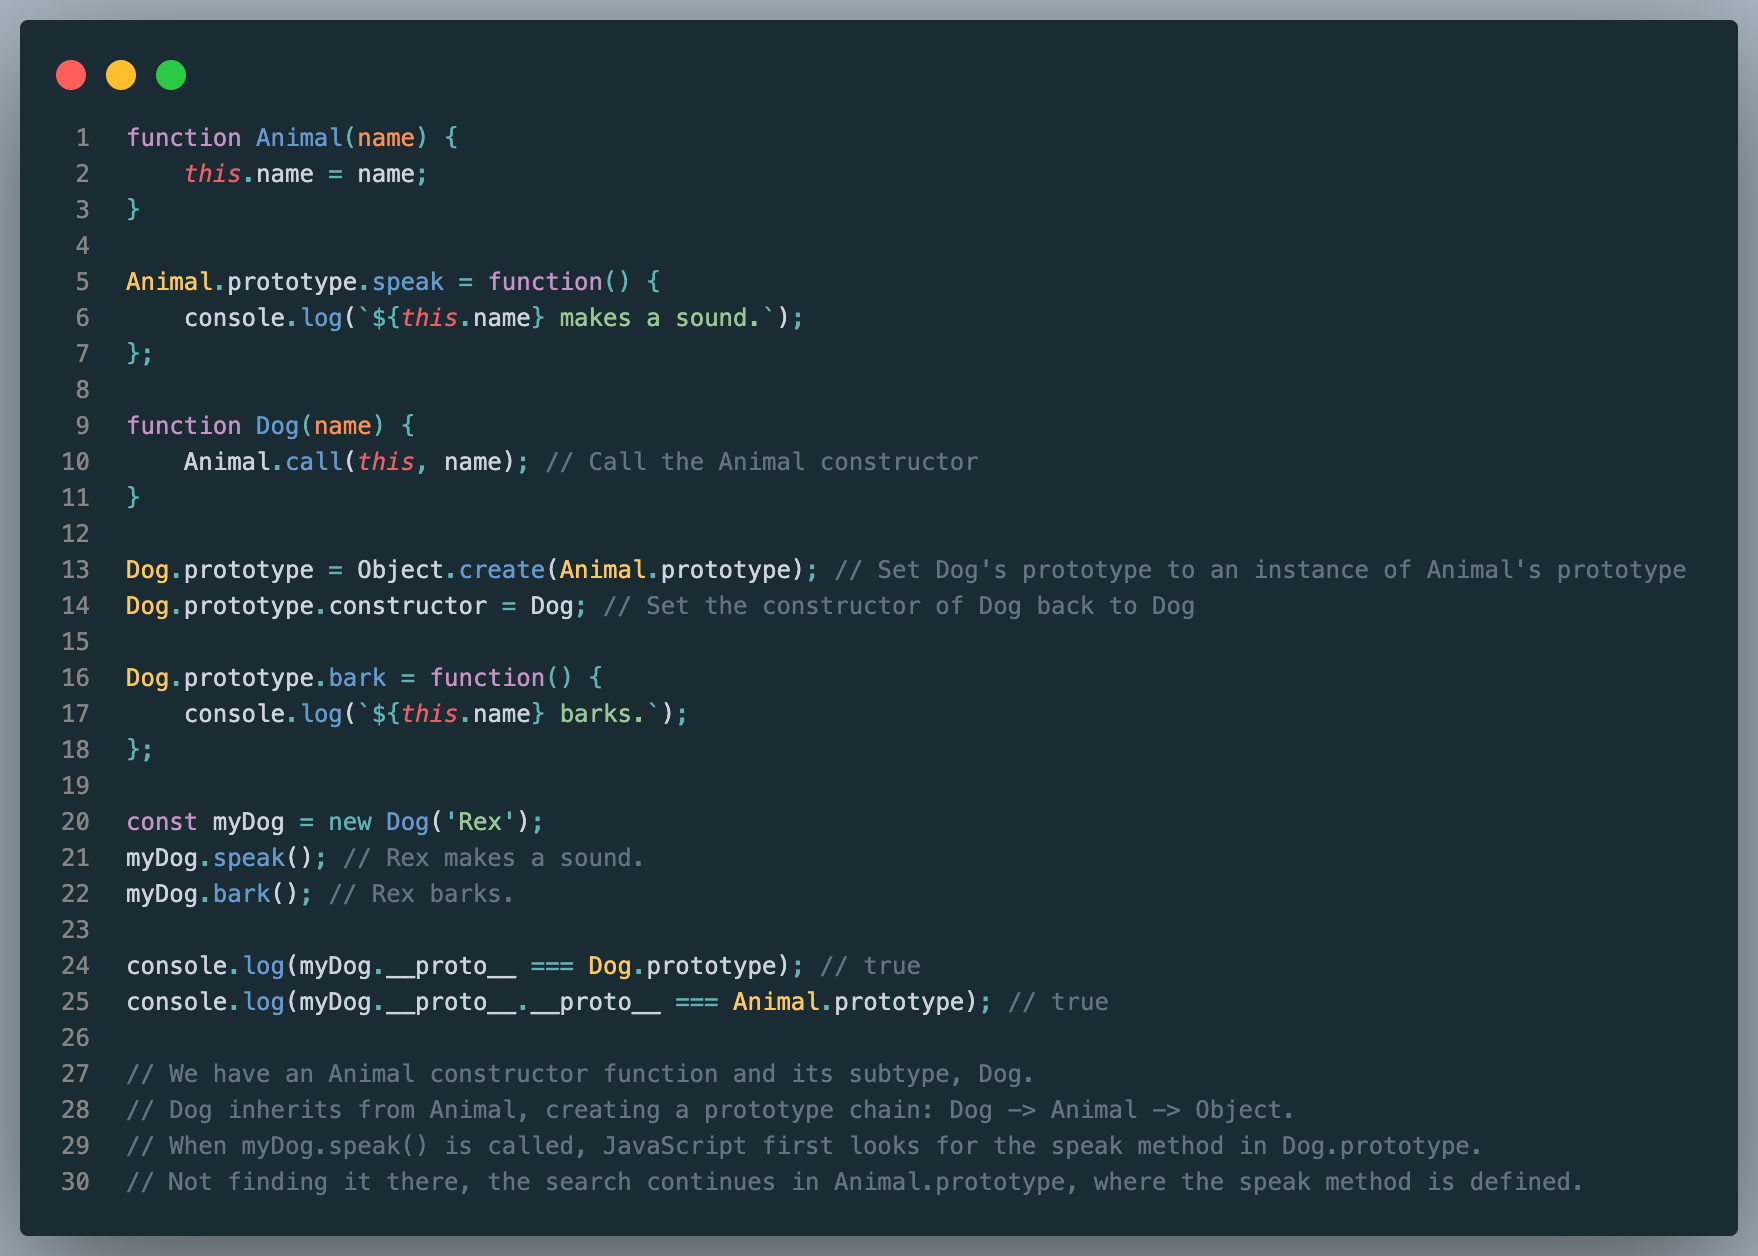 1 function Animal(name) {
2     this.name = name;
3 }
4
5 Animal.prototype.speak = function() {
6     console.log(`${this.name} makes a sound.`);
7 };
8
9 function Dog(name) {
10     Animal.call(this, name); // Call the Animal constructor
11 }
12
13 Dog.prototype = Object.create(Animal.prototype); // Set Dog's prototype to an instance of Animal's prototype
14 Dog.prototype.constructor = Dog; // Set the constructor of Dog back to Dog
15
16 Dog.prototype.bark = function() {
17     console.log(`${this.name} barks.`);
18 };
19
20 const myDog = new Dog('Rex');
21 myDog.speak(); // Rex makes a sound.
22 myDog.bark(); // Rex barks.
23
24 console.log(myDog.__proto__ === Dog.prototype); // true
25 console.log(myDog.__proto__.__proto__ === Animal.prototype); // true
26
27 // We have an Animal constructor function and its subtype, Dog.
28 // Dog inherits from Animal, creating a prototype chain: Dog -> Animal -> Object.
29 // When myDog.speak() is called, JavaScript first looks for the speak method in Dog.prototype.
30 // Not finding it there, the search continues in Animal.prototype, where the speak method is defined.